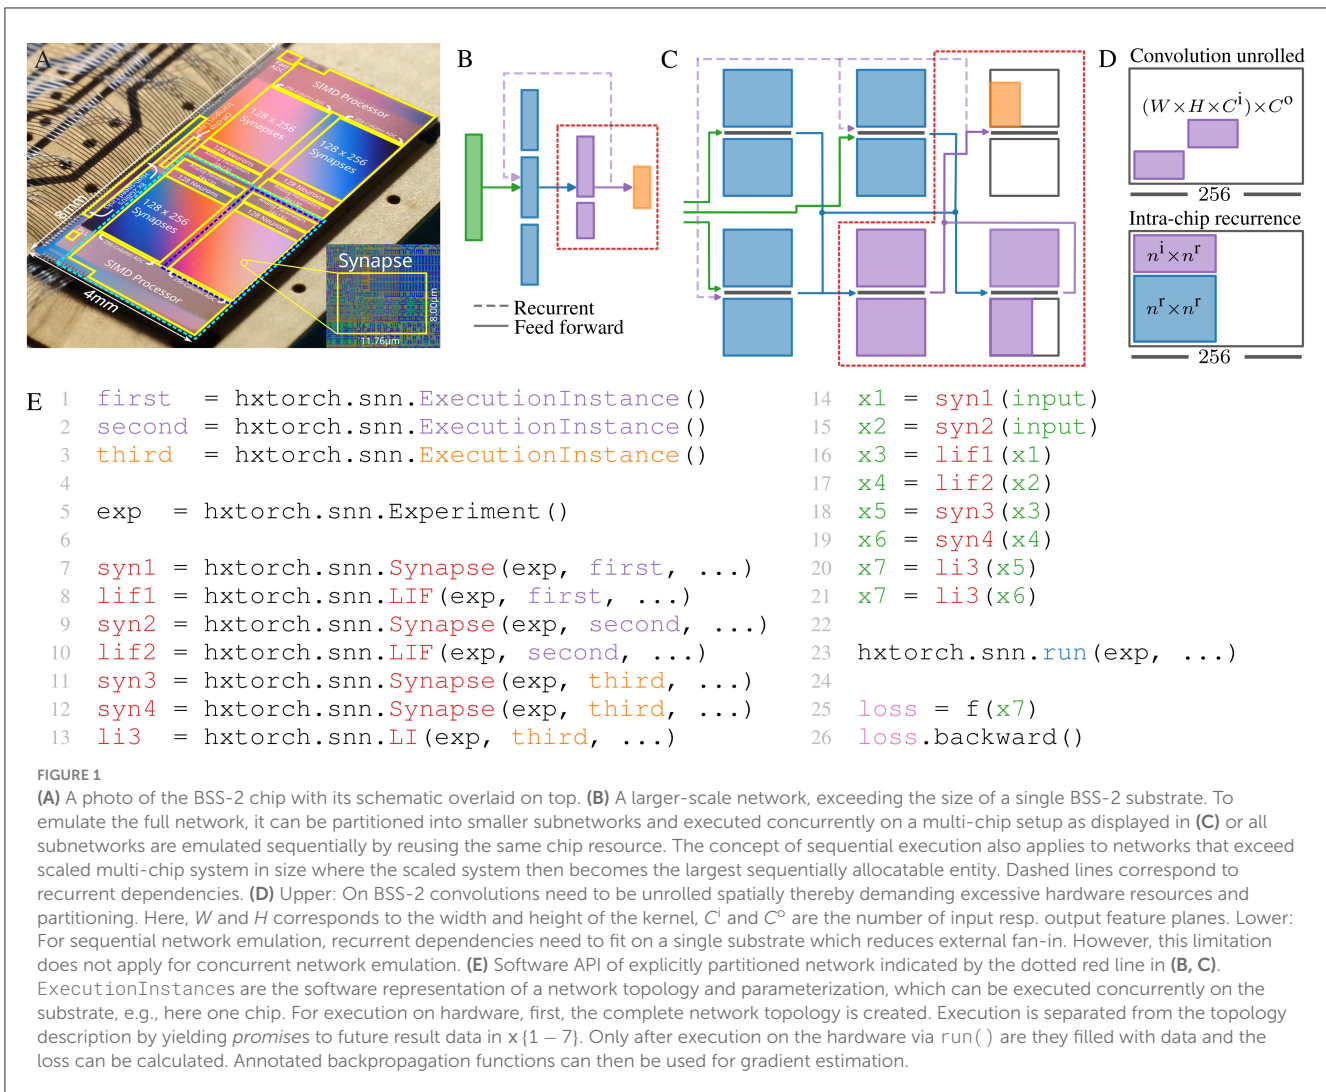 A
Fast ADC
SIMD Processor
128 x 256
Synapses
128 x 256
Synapses
128 Neurons
128 Neurons
128 Neurons
128 Neurons
128 x 256
Synapses
256-Column ADC
SIMD Processor
8mm
4mm
Synapse
8.00µm
11.76µm
B
Recurrent
Feed forward
C
D
Convolution unrolled
(W × H × Cⁱ) × Cᵒ
256
Intra-chip recurrence
nⁱ × nʳ
nʳ × nʳ
256
E
1 first = hxtorch.snn.ExecutionInstance()
2 second = hxtorch.snn.ExecutionInstance()
3 third = hxtorch.snn.ExecutionInstance()
4
5 exp = hxtorch.snn.Experiment()
6
7 syn1 = hxtorch.snn.Synapse(exp, first, ...)
8 lif1 = hxtorch.snn.LIF(exp, first, ...)
9 syn2 = hxtorch.snn.Synapse(exp, second, ...)
10 lif2 = hxtorch.snn.LIF(exp, second, ...)
11 syn3 = hxtorch.snn.Synapse(exp, third, ...)
12 syn4 = hxtorch.snn.Synapse(exp, third, ...)
13 li3 = hxtorch.snn.LI(exp, third, ...)
14 x1 = syn1(input)
15 x2 = syn2(input)
16 x3 = lif1(x1)
17 x4 = lif2(x2)
18 x5 = syn3(x3)
19 x6 = syn4(x4)
20 x7 = li3(x5)
21 x7 = li3(x6)
22
23 hxtorch.snn.run(exp, ...)
24
25 loss = f(x7)
26 loss.backward()
FIGURE 1
(A) A photo of the BSS-2 chip with its schematic overlaid on top. (B) A larger-scale network, exceeding the size of a single BSS-2 substrate. To
emulate the full network, it can be partitioned into smaller subnetworks and executed concurrently on a multi-chip setup as displayed in (C) or all
subnetworks are emulated sequentially by reusing the same chip resource. The concept of sequential execution also applies to networks that exceed
scaled multi-chip system in size where the scaled system then becomes the largest sequentially allocatable entity. Dashed lines correspond to
recurrent dependencies. (D) Upper: On BSS-2 convolutions need to be unrolled spatially thereby demanding excessive hardware resources and
partitioning. Here, W and H corresponds to the width and height of the kernel, Cⁱ and Cᵒ are the number of input resp. output feature planes. Lower:
For sequential network emulation, recurrent dependencies need to fit on a single substrate which reduces external fan-in. However, this limitation
does not apply for concurrent network emulation. (E) Software API of explicitly partitioned network indicated by the dotted red line in (B, C).
ExecutionInstances are the software representation of a network topology and parameterization, which can be executed concurrently on the
substrate, e.g., here one chip. For execution on hardware, first, the complete network topology is created. Execution is separated from the topology
description by yielding promises to future result data in x {1 – 7}. Only after execution on the hardware via run() are they filled with data and the
loss can be calculated. Annotated backpropagation functions can then be used for gradient estimation.